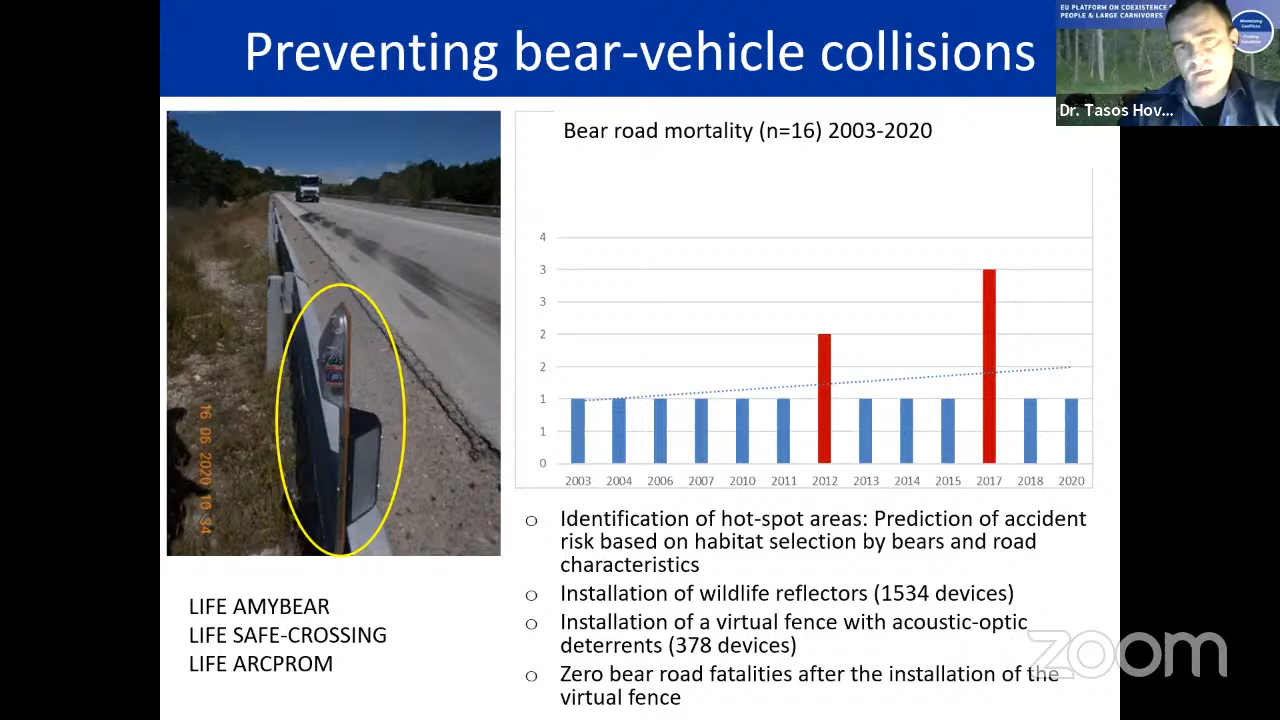 Preventing bear-vehicle collisions
EU PLATFORM ON COEXISTENCE
PEOPLE & LARGE CARNIVORES
Dr. Tasos Hov...
Bear road mortality (n=16) 2003-2020
4
3
3
2
2
1
1
0
2003 2004 2006 2007 2010 2011 2012 2013 2014 2015 2017 2018 2020
16 06 2020 10 34
o Identification of hot-spot areas: Prediction of accident
risk based on habitat selection by bears and road
characteristics
o Installation of wildlife reflectors (1534 devices)
o Installation of a virtual fence with acoustic-optic
deterrents (378 devices)
o Zero bear road fatalities after the installation of the
virtual fence
LIFE AMYBEAR
LIFE SAFE-CROSSING
LIFE ARCPROM
zoom